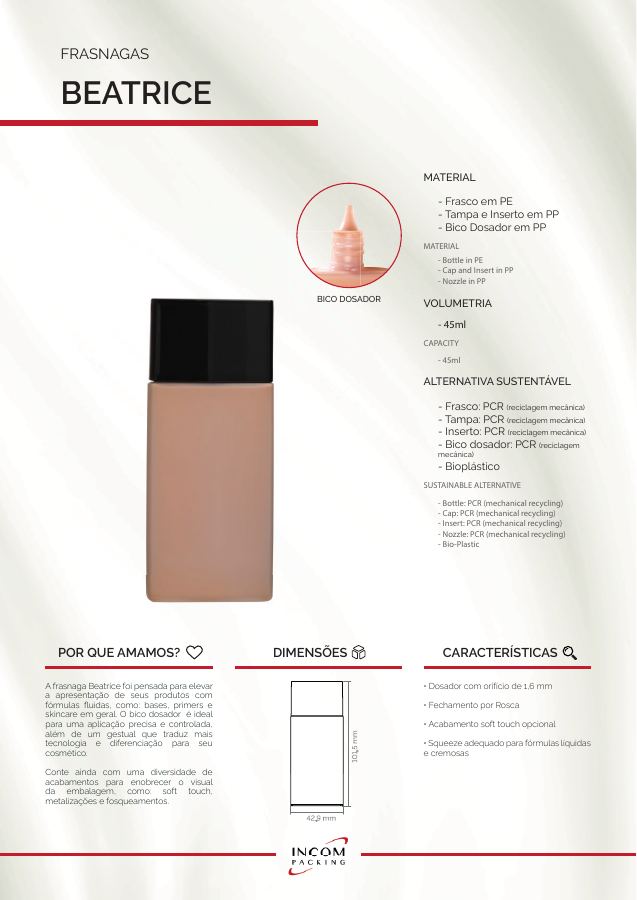 FRASNAGAS
BEATRICE
BICO DOSADOR
MATERIAL
- Frasco em PE
- Tampa e Inserto em PP
- Bico Dosador em PP
MATERIAL
- Bottle in PE
- Cap and Insert in PP
- Nozzle in PP
VOLUMETRIA
- 45ml
CAPACITY
- 45ml
ALTERNATIVA SUSTENTÁVEL
- Frasco: PCR (reciclagem mecânica)
- Tampa: PCR (reciclagem mecânica)
- Inserto: PCR (reciclagem mecânica)
- Bico dosador: PCR (reciclagem
mecânica)
- Bioplástico
SUSTAINABLE ALTERNATIVE
- Bottle: PCR (mechanical recycling)
- Cap: PCR (mechanical recycling)
- Insert: PCR (mechanical recycling)
- Nozzle: PCR (mechanical recycling)
- Bio-Plastic
POR QUE AMAMOS?
A frasnaga Beatrice foi pensada para elevar
a apresentação de seus produtos com
fórmulas fluidas, como: bases, primers e
skincare em geral. O bico dosador é ideal
para uma aplicação precisa e controlada,
além de um gestual que traduz mais
tecnologia e diferenciação para seu
cosmético.
Conte ainda com uma diversidade de
acabamentos para enobrecer o visual
da embalagem, como: soft touch,
metalizações e fosqueamentos.
DIMENSÕES
101,5 mm
42,9 mm
CARACTERÍSTICAS
• Dosador com orifício de 1,6 mm
• Fechamento por Rosca
• Acabamento soft touch opcional
• Squeeze adequado para fórmulas líquidas
e cremosas
INCOM
PACKING